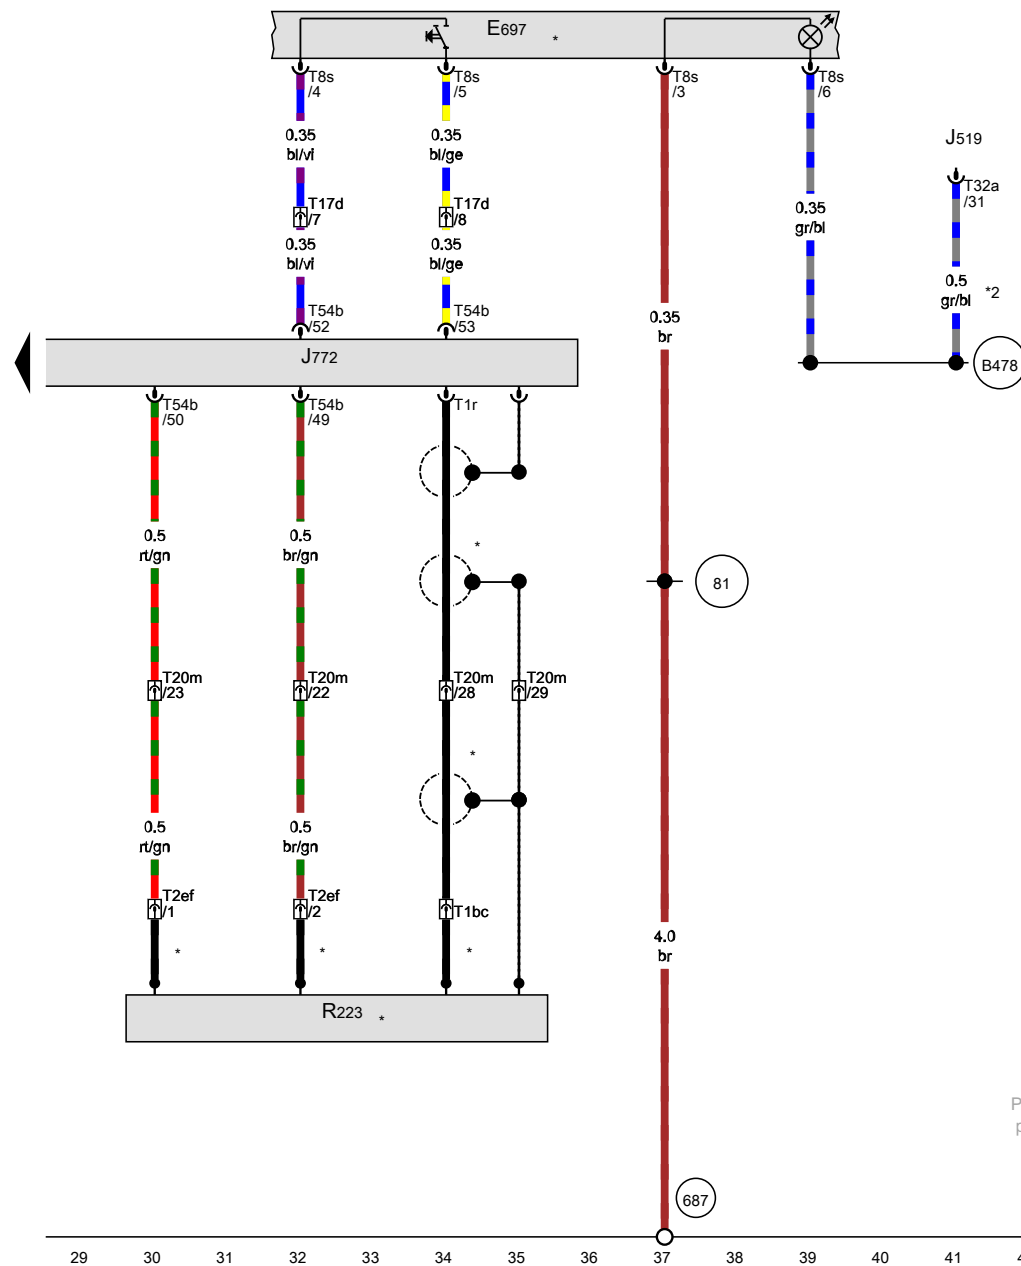 E697 *
T8s
/4
T8s
/5
T8s
/3
T8s
/6
0.35
bl/vi
0.35
bl/ge
J519
T32a
/31
T17d
/7
T17d
/8
0.35
gr/bl
0.35
bl/vi
0.35
bl/ge
0.5
gr/bl
*2
T54b
/52
T54b
/53
0.35
br
J772
B478
T54b
/50
T54b
/49
T1r
0.5
rt/gn
0.5
br/gn
*
81
T20m
/23
T20m
/22
T20m
/28
T20m
/29
*
0.5
rt/gn
0.5
br/gn
T2ef
/1
T2ef
/2
T1bc
*
*
*
4.0
br
R223 *
P
p
687
29 30 31 32 33 34 35 36 37 38 39 40 41 4